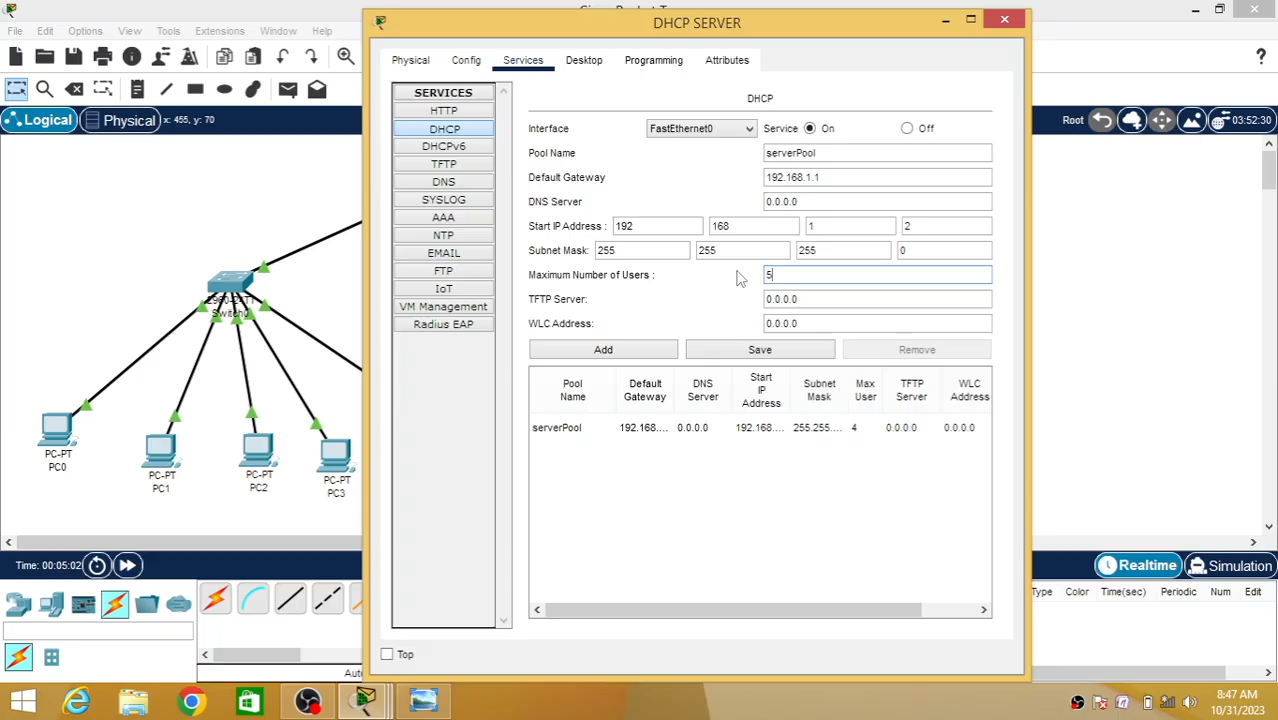 DHCP SERVER
File Edit Options View Tools Extensions Window Help
Physical Config Services Desktop Programming Attributes
Logical Physical x: 455, y: 70
Root 03:52:30
SERVICES
HTTP
DHCP
DHCPv6
TFTP
DNS
SYSLOG
AAA
NTP
EMAIL
FTP
IoT
VM Management
Radius EAP
DHCP
Interface FastEthernet0 Service On Off
Pool Name serverPool
Default Gateway 192.168.1.1
DNS Server 0.0.0.0
Start IP Address : 192 168 1 2
Subnet Mask: 255 255 255 0
Maximum Number of Users : 5
TFTP Server: 0.0.0.0
WLC Address: 0.0.0.0
Add Save Remove
Pool Name Default Gateway DNS Server Start IP Address Subnet Mask Max User TFTP Server WLC Address
serverPool 192.168.... 0.0.0.0 192.168.... 255.255.... 4 0.0.0.0 0.0.0.0
Top
Switch0
PC-PT
PC0
PC-PT
PC1
PC-PT
PC2
PC-PT
PC3
Time: 00:05:02
Realtime Simulation
Type Color Time(sec) Periodic Num Edit
8:47 AM
10/31/2023